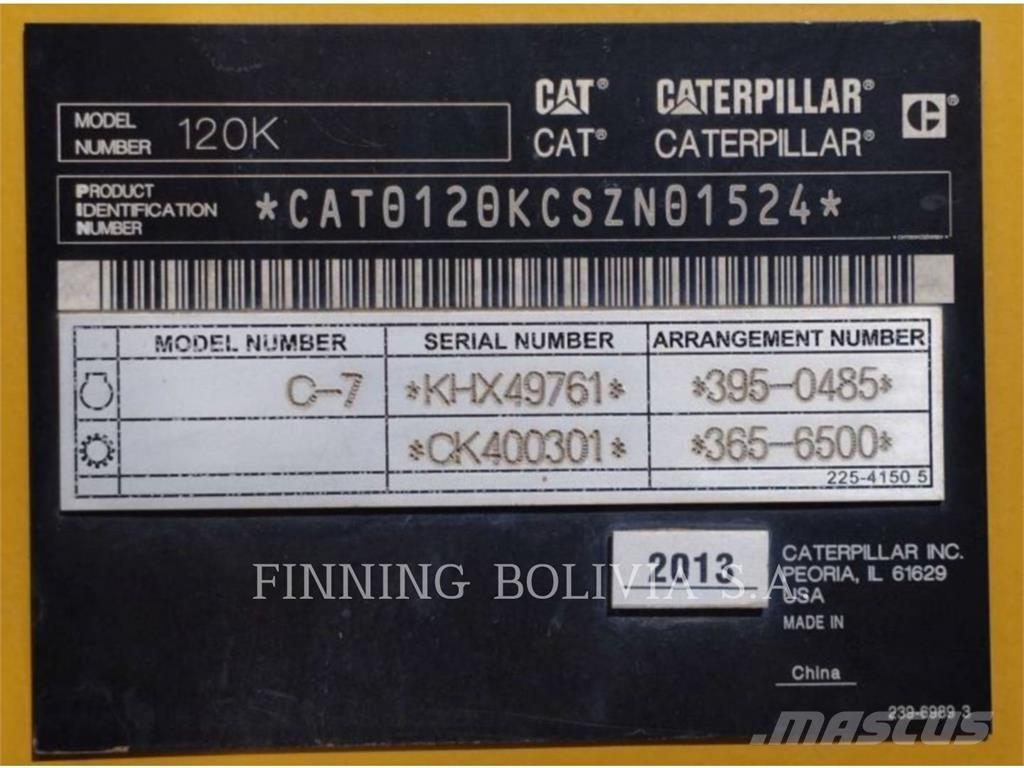 CAT® CATERPILLAR®
CAT® CATERPILLAR®
MODEL NUMBER 120K
PRODUCT IDENTIFICATION NUMBER *CAT0120KCSZN01524*
MODEL NUMBER SERIAL NUMBER ARRANGEMENT NUMBER
C-7 *KHX49761* *395-0485*
*CK400301* *365-6500*
225-4150 5
2013
CATERPILLAR INC.
PEORIA, IL 61629
USA
MADE IN
China
239-6989 3
FINNING BOLIVIA S.A.
MASCUS